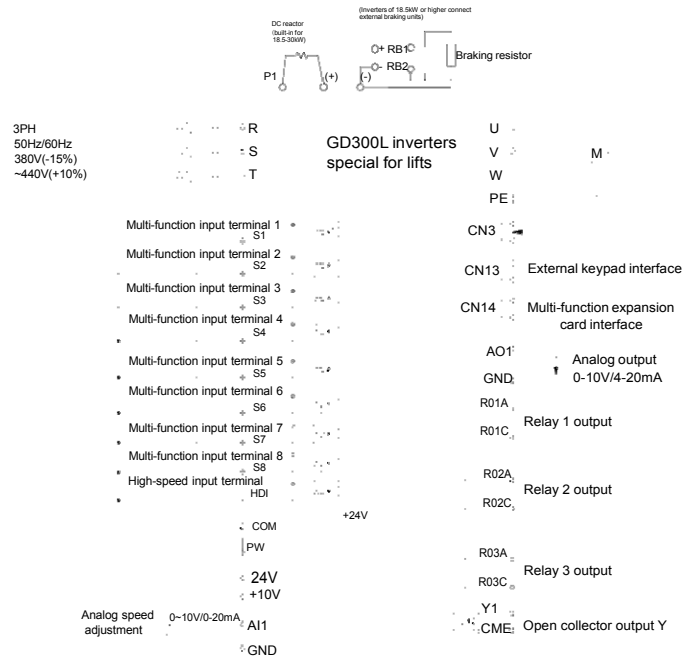 (Inverters of 18.5kW or higher connect
external braking units)
DC reactor
(built-in for
18.5-30kW)
+ RB1
- RB2
Braking resistor
P1
(+)
(-)
3PH
50Hz/60Hz
380V(-15%)
~440V(+10%)
R
S
T
GD300L inverters
special for lifts
U
V
W
PE
M
Multi-function input terminal 1
S1
Multi-function input terminal 2
S2
Multi-function input terminal 3
S3
Multi-function input terminal 4
S4
Multi-function input terminal 5
S5
Multi-function input terminal 6
S6
Multi-function input terminal 7
S7
Multi-function input terminal 8
S8
High-speed input terminal
HDI
+24V
COM
PW
24V
+10V
Analog speed
adjustment
0~10V/0-20mA
AI1
GND
CN3
CN13
External keypad interface
CN14
Multi-function expansion
card interface
AO1
Analog output
0-10V/4-20mA
GND
R01A
R01C
Relay 1 output
R02A
R02C
Relay 2 output
R03A
R03C
Relay 3 output
Y1
CME
Open collector output Y